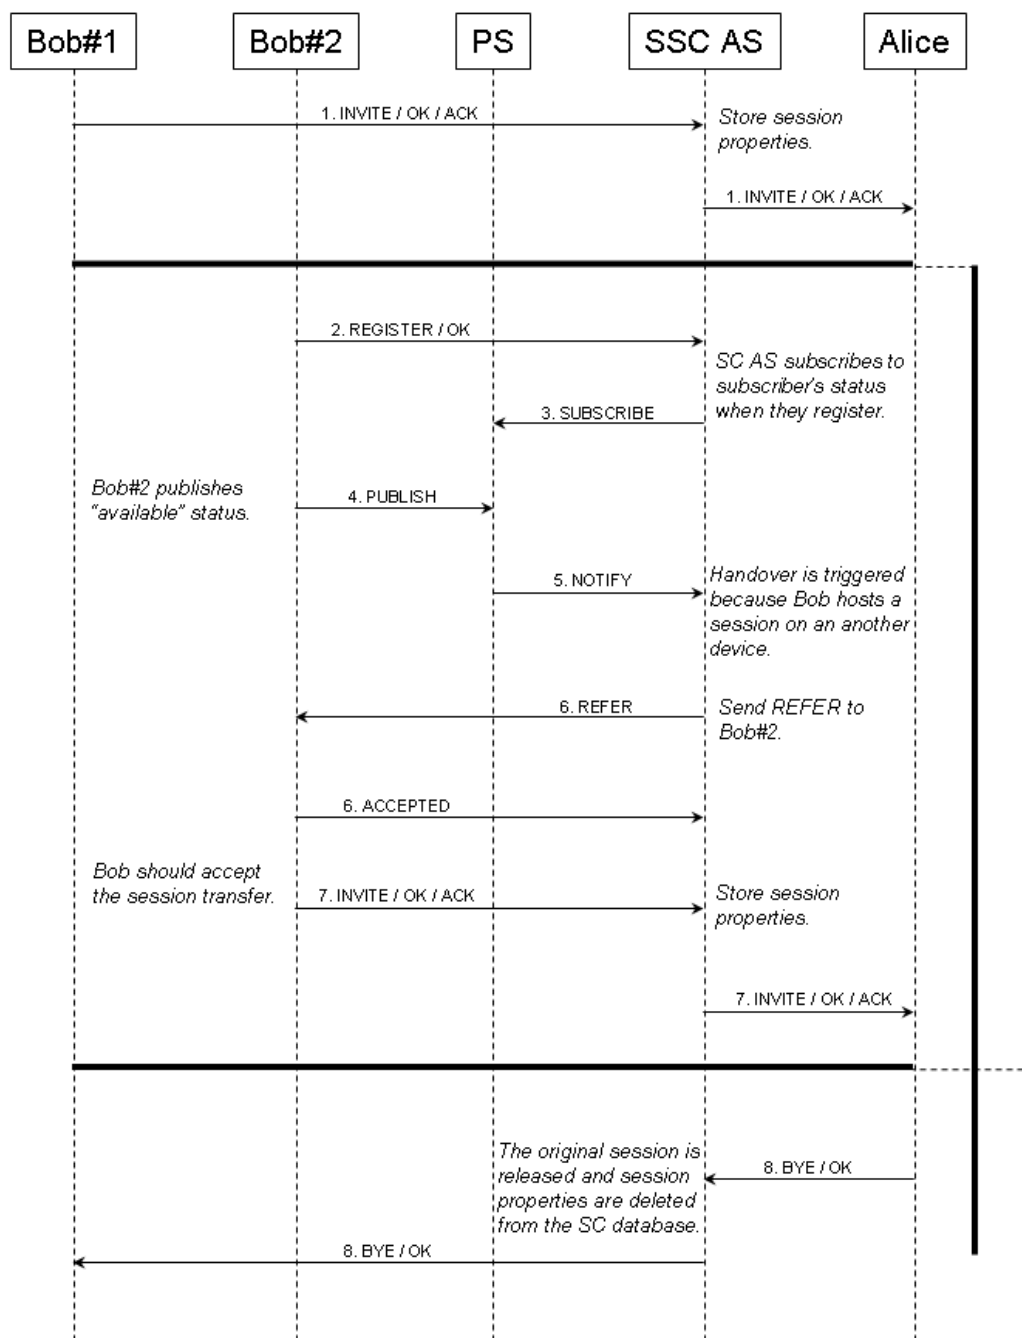 Bob#1
Bob#2
PS
SSC AS
Alice
1. INVITE / OK / ACK
Store session
properties.
1. INVITE / OK / ACK
2. REGISTER / OK
SC AS subscribes to
subscriber's status
when they register.
3. SUBSCRIBE
Bob#2 publishes
"available" status.
4. PUBLISH
5. NOTIFY
Handover is triggered
because Bob hosts a
session on an another
device.
6. REFER
Send REFER to
Bob#2.
6. ACCEPTED
Bob should accept
the session transfer.
7. INVITE / OK / ACK
Store session
properties.
7. INVITE / OK / ACK
The original session is
released and session
properties are deleted
from the SC database.
8. BYE / OK
8. BYE / OK